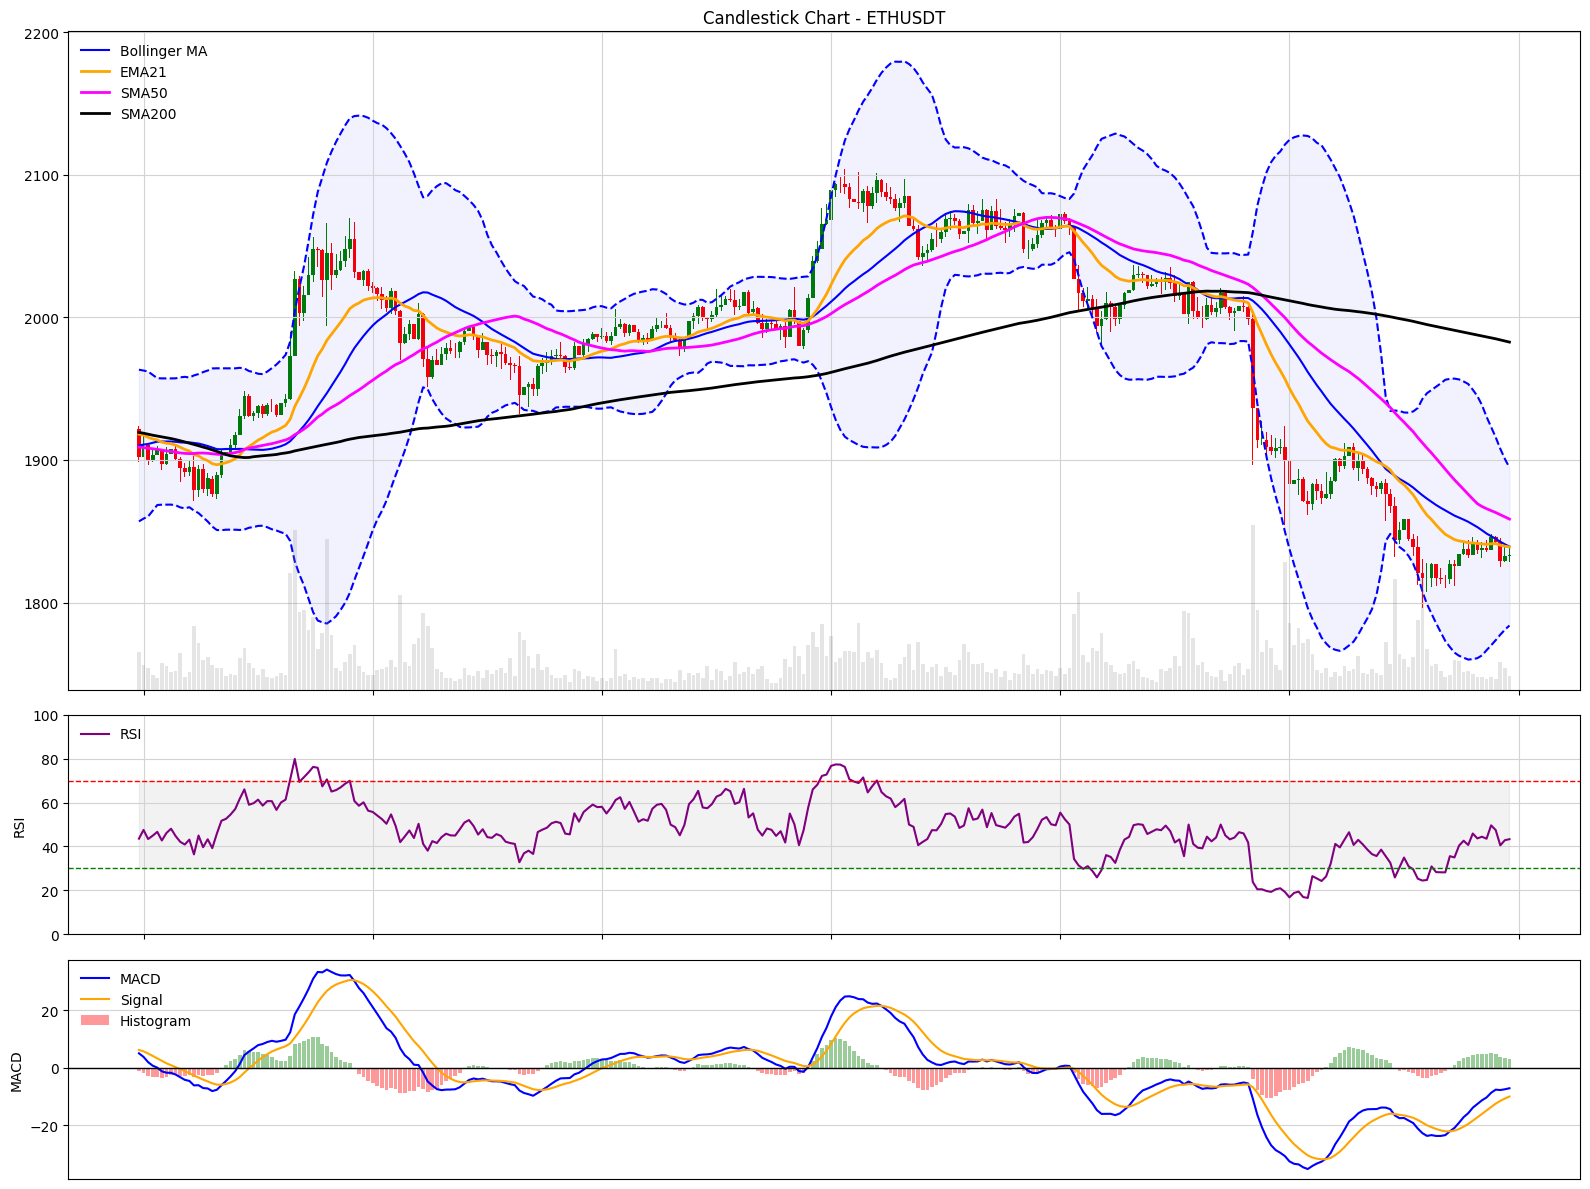 Candlestick Chart - ETHUSDT
2200
2100
2000
1900
1800
Bollinger MA
EMA21
SMA50
SMA200
100
80
60
40
20
0
RSI
RSI
20
0
−20
MACD
MACD
Signal
Histogram